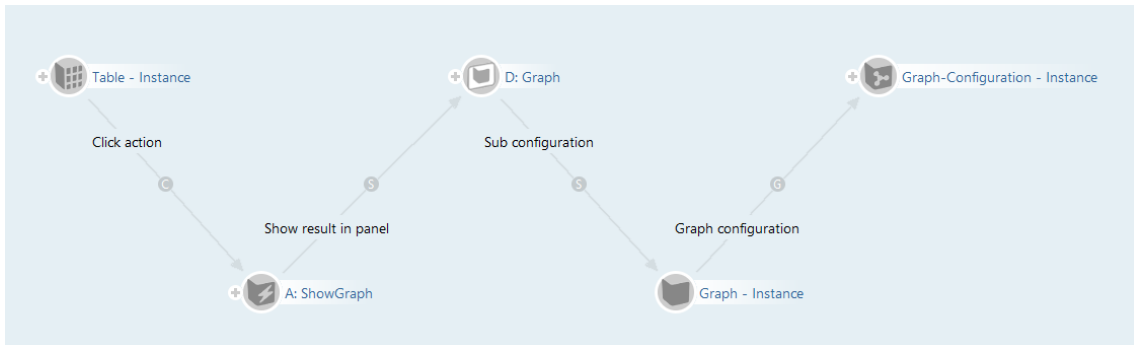 Table - Instance
D: Graph
Graph-Configuration - Instance
Click action
Sub configuration
C
S
S
G
Show result in panel
Graph configuration
A: ShowGraph
Graph - Instance